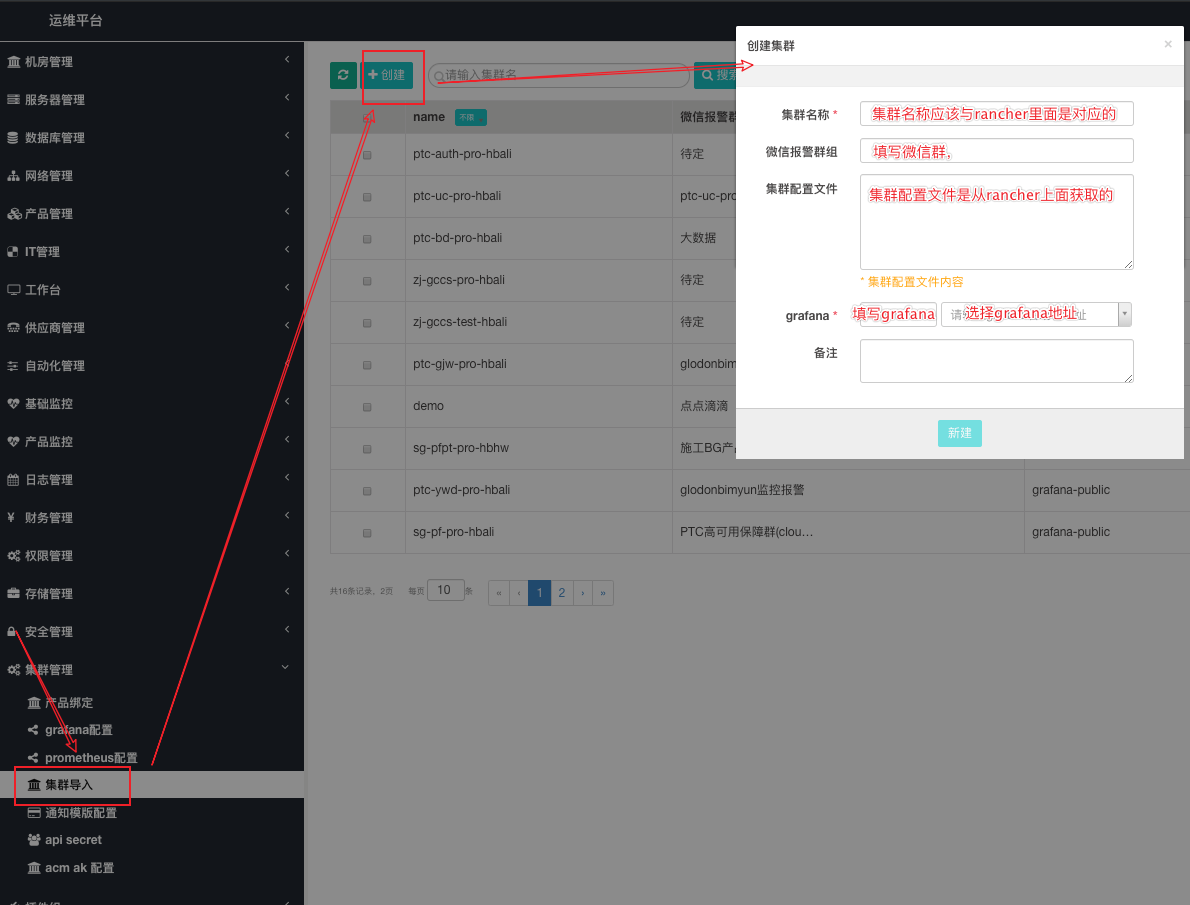 运维平台
机房管理
服务器管理
数据库管理
网络管理
产品管理
IT管理
工作台
供应商管理
自动化管理
基础监控
产品监控
日志管理
财务管理
权限管理
存储管理
安全管理
集群管理
产品绑定
grafana配置
prometheus配置
集群导入
通知模版配置
api secret
acm ak 配置
创建
请输入集群名
搜索
name 不限 微信报警群
ptc-auth-pro-hbali 待定
ptc-uc-pro-hbali ptc-uc-pro
ptc-bd-pro-hbali 大数据
zj-gccs-pro-hbali 待定
zj-gccs-test-hbali 待定
ptc-gjw-pro-hbali glodonbim
demo 点点滴滴
sg-pfpt-pro-hbhw 施工BG产
ptc-ywd-pro-hbali glodonbimyun监控报警 grafana-public
sg-pf-pro-hbali PTC高可用保障群(clou… grafana-public
共16条记录，2页 每页 10 条 « ‹ 1 2 › »
创建集群 ×
集群名称 * 集群名称应该与rancher里面是对应的
微信报警群组 填写微信群,
集群配置文件 集群配置文件是从rancher上面获取的
* 集群配置文件内容
grafana * 填写grafana 选择grafana地址
备注
新建